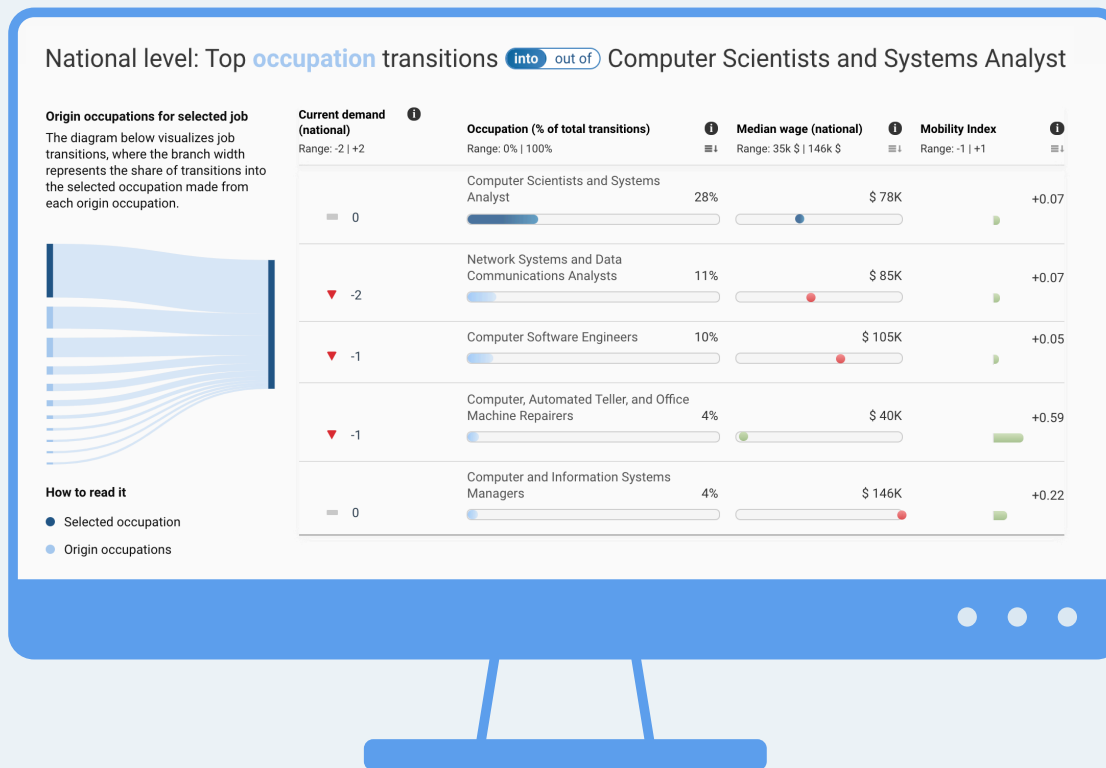 National level: Top occupation transitions into out of Computer Scientists and Systems Analyst
Origin occupations for selected job
The diagram below visualizes job
transitions, where the branch width
represents the share of transitions into
the selected occupation made from
each origin occupation.
How to read it
Selected occupation
Origin occupations
Current demand
(national)
Range: -2 | +2
Occupation (% of total transitions)
Range: 0% | 100%
Median wage (national)
Range: 35k $ | 146k $
Mobility Index
Range: -1 | +1
0
Computer Scientists and Systems
Analyst 28%
$ 78K
+0.07
-2
Network Systems and Data
Communications Analysts 11%
$ 85K
+0.07
-1
Computer Software Engineers 10%
$ 105K
+0.05
-1
Computer, Automated Teller, and Office
Machine Repairers 4%
$ 40K
+0.59
0
Computer and Information Systems
Managers 4%
$ 146K
+0.22